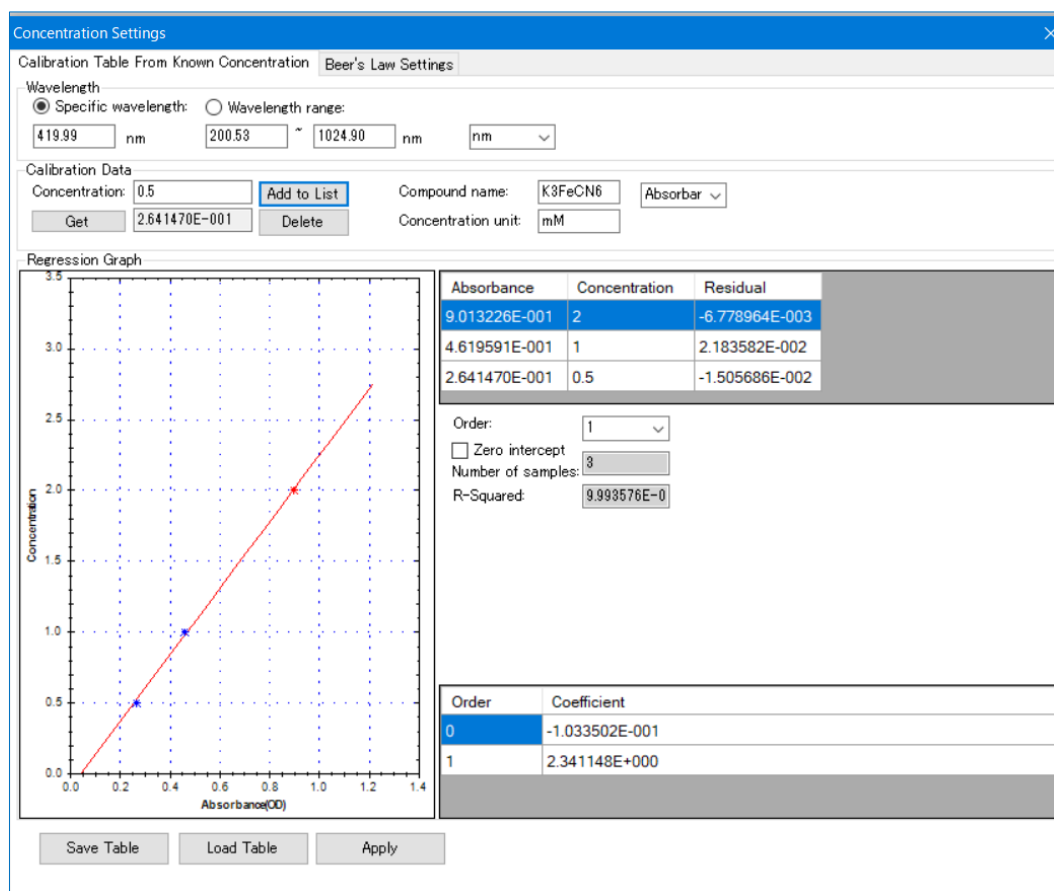 Concentration Settings
Calibration Table From Known Concentration Beer's Law Settings
Wavelength
Specific wavelength: Wavelength range:
419.99 nm 200.53 ~ 1024.90 nm nm
Calibration Data
Concentration: 0.5 Add to List Compound name: K3FeCN6 Absorbar
Get 2.641470E-001 Delete Concentration unit: mM
Regression Graph
Absorbance Concentration Residual
9.013226E-001 2 -6.778964E-003
4.619591E-001 1 2.183582E-002
2.641470E-001 0.5 -1.505686E-002
Order: 1
Zero intercept
Number of samples: 3
R-Squared: 9.993576E-0
3.5
3.0
2.5
2.0
1.5
1.0
0.5
0.0
Concentration
0.0 0.2 0.4 0.6 0.8 1.0 1.2 1.4
Absorbance(OD)
Order Coefficient
0 -1.033502E-001
1 2.341148E+000
Save Table Load Table Apply